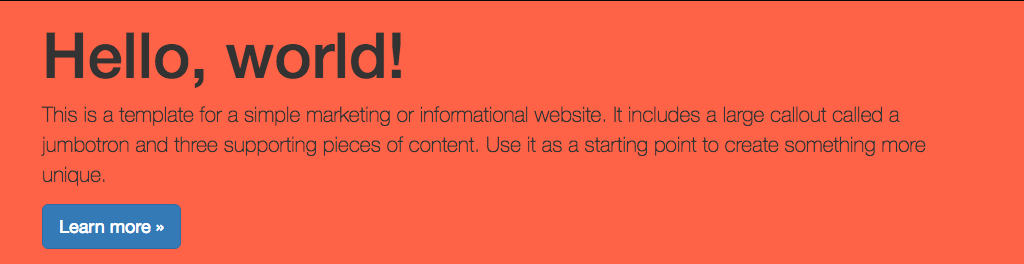 Hello, world!
This is a template for a simple marketing or informational website. It includes a large callout called a
jumbotron and three supporting pieces of content. Use it as a starting point to create something more
unique.
Learn more »